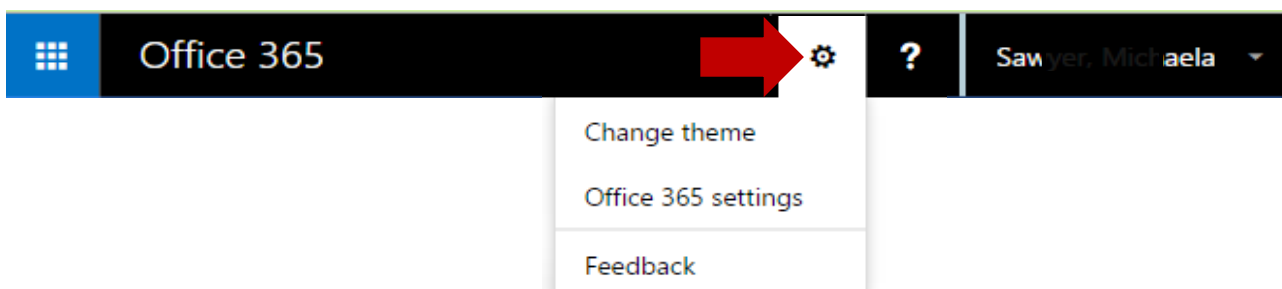 Office 365 ? Sawyer, Michaela
Change theme
Office 365 settings
Feedback